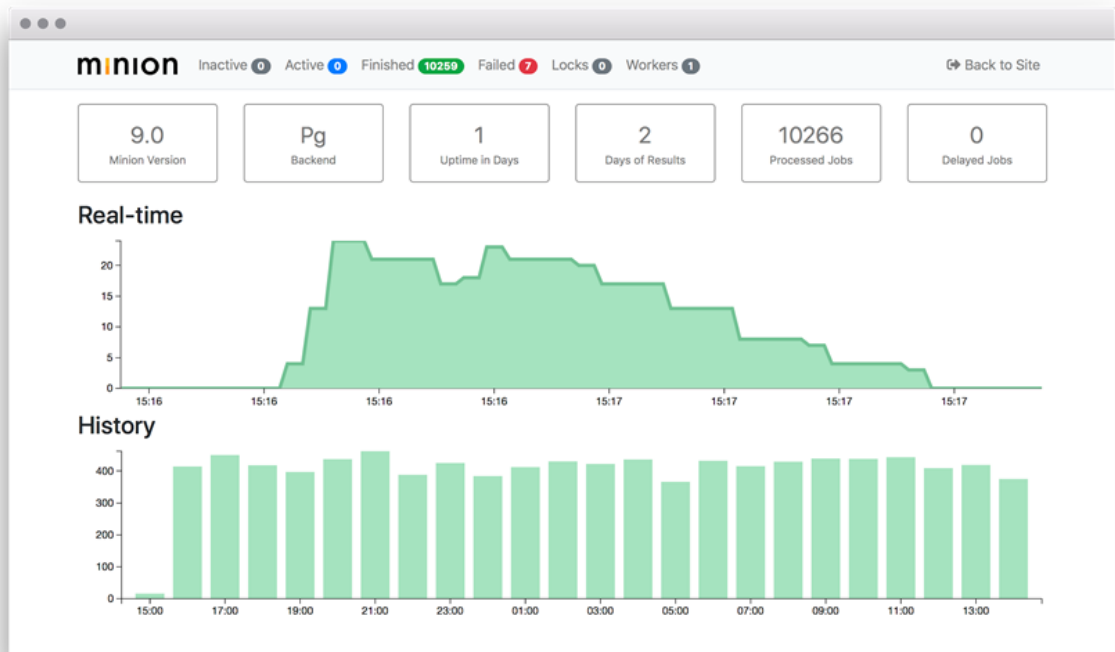 minion Inactive 0 Active 0 Finished 10259 Failed 7 Locks 0 Workers 1 Back to Site
9.0 Pg 1 2 10266 0
Minion Version Backend Uptime in Days Days of Results Processed Jobs Delayed Jobs
Real-time
20
15
10
5
0
15:16 15:16 15:16 15:16 15:17 15:17 15:17 15:17
History
400
300
200
100
0
15:00 17:00 19:00 21:00 23:00 01:00 03:00 05:00 07:00 09:00 11:00 13:00